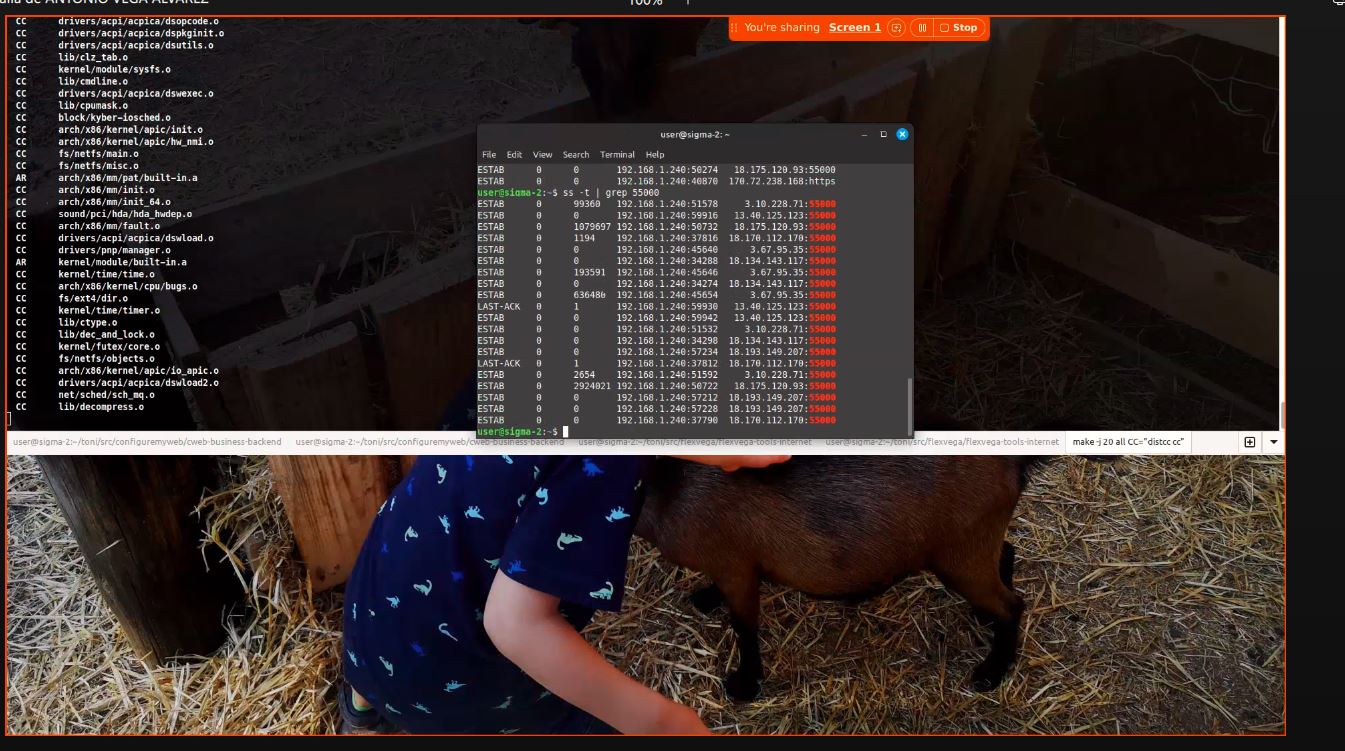 alla de ANTONIO VEGA ALVAREZ
100%
You're sharing Screen 1 Stop
CC drivers/acpi/acpica/dsopcode.o
CC drivers/acpi/acpica/dspkginit.o
CC drivers/acpi/acpica/dsutils.o
CC lib/clz_tab.o
CC kernel/module/sysfs.o
CC lib/cmdline.o
CC drivers/acpi/acpica/dswexec.o
CC lib/cpumask.o
CC block/kyber-iosched.o
CC arch/x86/kernel/apic/init.o
CC arch/x86/kernel/apic/hw_nmi.o
CC fs/netfs/main.o
CC fs/netfs/misc.o
AR arch/x86/mm/pat/built-in.a
CC arch/x86/mm/init.o
CC arch/x86/mm/init_64.o
CC sound/pci/hda/hda_hwdep.o
CC arch/x86/mm/fault.o
CC drivers/acpi/acpica/dswload.o
CC drivers/pnp/manager.o
AR kernel/module/built-in.a
CC kernel/time/time.o
CC arch/x86/kernel/cpu/bugs.o
CC fs/ext4/dir.o
CC kernel/time/timer.o
CC lib/ctype.o
CC lib/dec_and_lock.o
CC kernel/futex/core.o
CC fs/netfs/objects.o
CC arch/x86/kernel/apic/io_apic.o
CC drivers/acpi/acpica/dswload2.o
CC net/sched/sch_mq.o
CC lib/decompress.o
user@sigma-2: ~
File Edit View Search Terminal Help
ESTAB 0 0 192.168.1.240:50274 18.175.120.93:55000
ESTAB 0 0 192.168.1.240:40870 170.72.238.168:https
user@sigma-2:~$ ss -t | grep 55000
ESTAB 0 99360 192.168.1.240:51578 3.10.228.71:55000
ESTAB 0 0 192.168.1.240:59916 13.40.125.123:55000
ESTAB 0 1079697 192.168.1.240:50732 18.175.120.93:55000
ESTAB 0 1194 192.168.1.240:37816 18.170.112.170:55000
ESTAB 0 0 192.168.1.240:45640 3.67.95.35:55000
ESTAB 0 0 192.168.1.240:34288 18.134.143.117:55000
ESTAB 0 193591 192.168.1.240:45646 3.67.95.35:55000
ESTAB 0 0 192.168.1.240:34274 18.134.143.117:55000
ESTAB 0 636480 192.168.1.240:45654 3.67.95.35:55000
LAST-ACK 0 1 192.168.1.240:59930 13.40.125.123:55000
ESTAB 0 0 192.168.1.240:59942 13.40.125.123:55000
ESTAB 0 0 192.168.1.240:51532 3.10.228.71:55000
ESTAB 0 0 192.168.1.240:34298 18.134.143.117:55000
ESTAB 0 0 192.168.1.240:57234 18.193.149.207:55000
LAST-ACK 0 1 192.168.1.240:37812 18.170.112.170:55000
ESTAB 0 2654 192.168.1.240:51592 3.10.228.71:55000
ESTAB 0 2924021 192.168.1.240:50722 18.175.120.93:55000
ESTAB 0 0 192.168.1.240:57212 18.193.149.207:55000
ESTAB 0 0 192.168.1.240:57228 18.193.149.207:55000
ESTAB 0 0 192.168.1.240:37790 18.170.112.170:55000
user@sigma-2:~$
user@sigma-2:~/toni/src/configuremyweb/cweb-business-backend user@sigma-2:~/toni/src/configuremyweb/cweb-business-backend user@sigma-2:~/toni/src/flexvega/flexvega-tools-internet user@sigma-2:~/toni/src/flexvega/flexvega-tools-internet make -j 20 all CC="distcc cc"